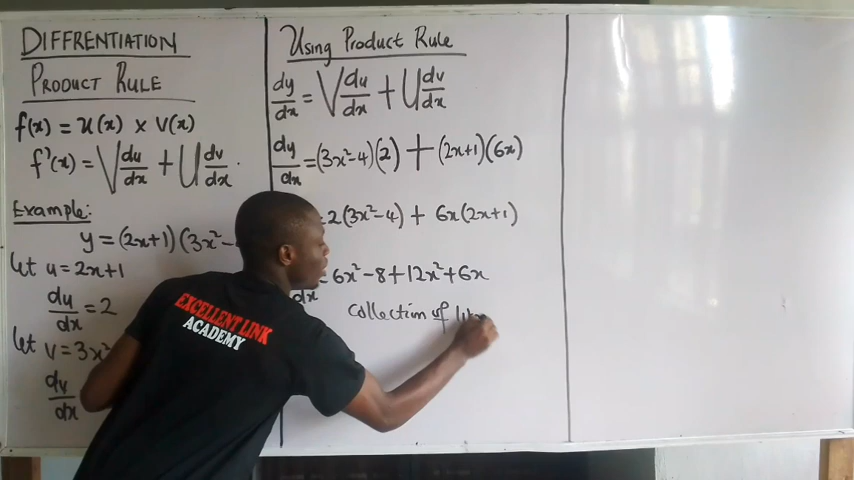 DIFFRENTIATION
PRODUCT RULE
f(x) = u(x) × v(x)
f'(x) = V du/dx + U dv/dx.
Example:
y = (2x+1)(3x²-
let u = 2x+1
du/dx = 2
let v = 3x²
dv/dx
Using Product Rule
dy/dx = V du/dx + U dv/dx
dy/dx = (3x²-4)(2) + (2x+1)(6x)
= 2(3x²-4) + 6x(2x+1)
dx = 6x² - 8 + 12x² + 6x
Collection of
EXCELLENT LINK
ACADEMY